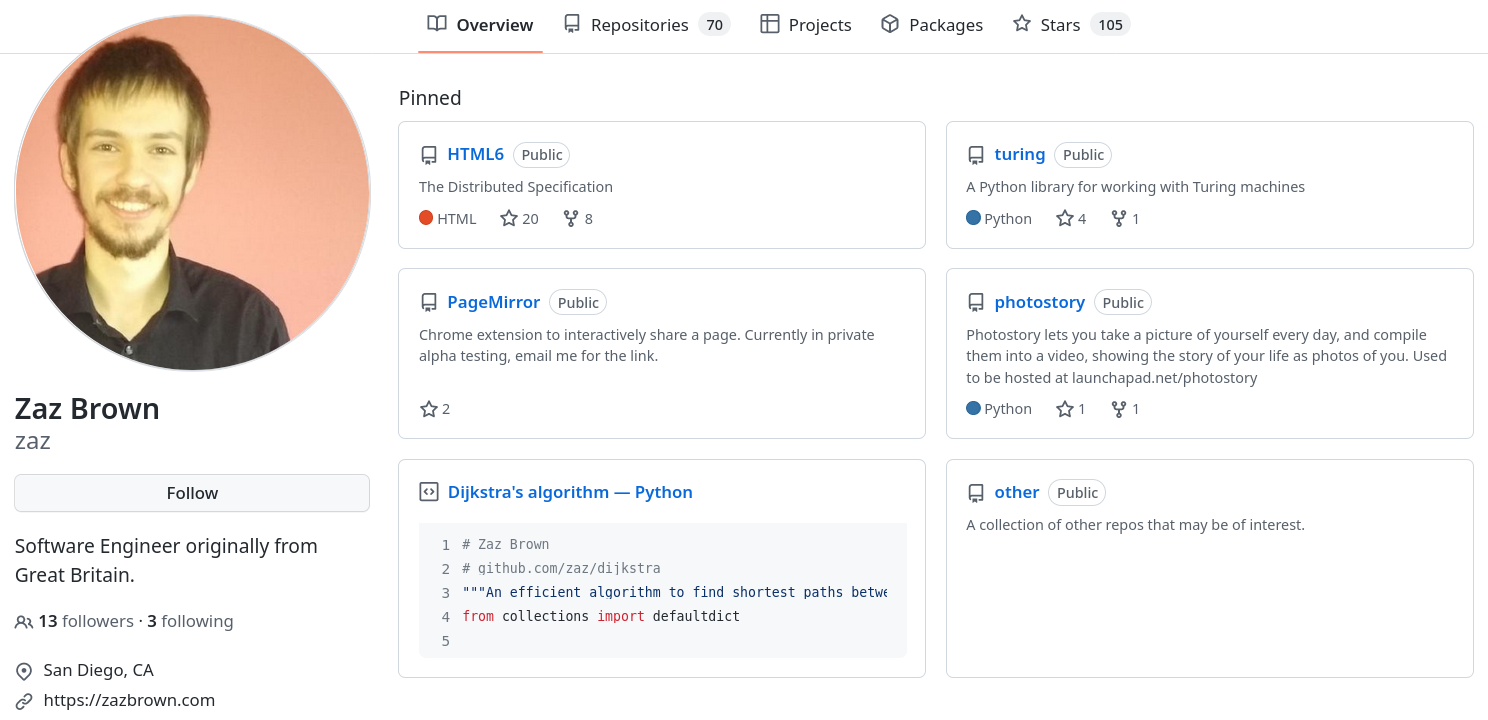 Overview
Repositories 70
Projects
Packages
Stars 105
Zaz Brown
zaz
Follow
Software Engineer originally from
Great Britain.
13 followers · 3 following
San Diego, CA
https://zazbrown.com
Pinned
HTML6 Public
The Distributed Specification
HTML 20 8
turing Public
A Python library for working with Turing machines
Python 4 1
PageMirror Public
Chrome extension to interactively share a page. Currently in private
alpha testing, email me for the link.
2
photostory Public
Photostory lets you take a picture of yourself every day, and compile
them into a video, showing the story of your life as photos of you. Used
to be hosted at launchapad.net/photostory
Python 1 1
Dijkstra's algorithm — Python
1 # Zaz Brown
2 # github.com/zaz/dijkstra
3 """An efficient algorithm to find shortest paths betwe
4 from collections import defaultdict
5
other Public
A collection of other repos that may be of interest.